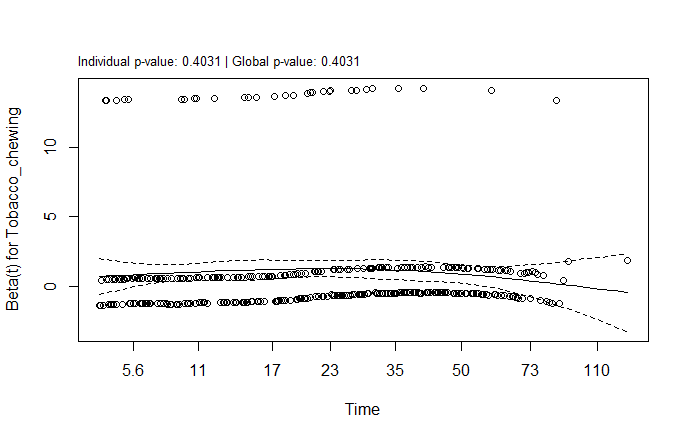 Individual p-value: 0.4031 | Global p-value: 0.4031
Beta(t) for Tobacco_chewing
10
5
0
5.6 11 17 23 35 50 73 110
Time